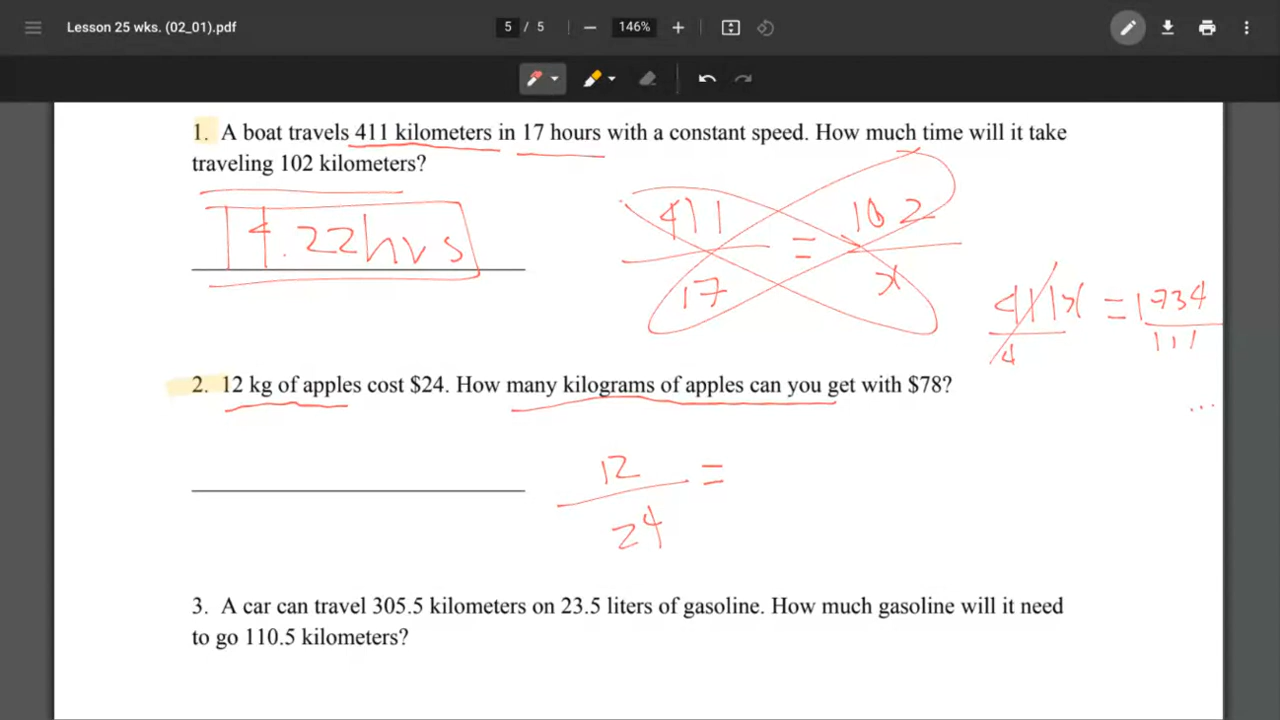 Lesson 25 wks. (02_01).pdf
5 / 5
146%
1. A boat travels 411 kilometers in 17 hours with a constant speed. How much time will it take
traveling 102 kilometers?
4.22hrs
411 = 102
17 x
411x = 1734
4 111
2. 12 kg of apples cost $24. How many kilograms of apples can you get with $78?
...
12 =
24
3. A car can travel 305.5 kilometers on 23.5 liters of gasoline. How much gasoline will it need
to go 110.5 kilometers?